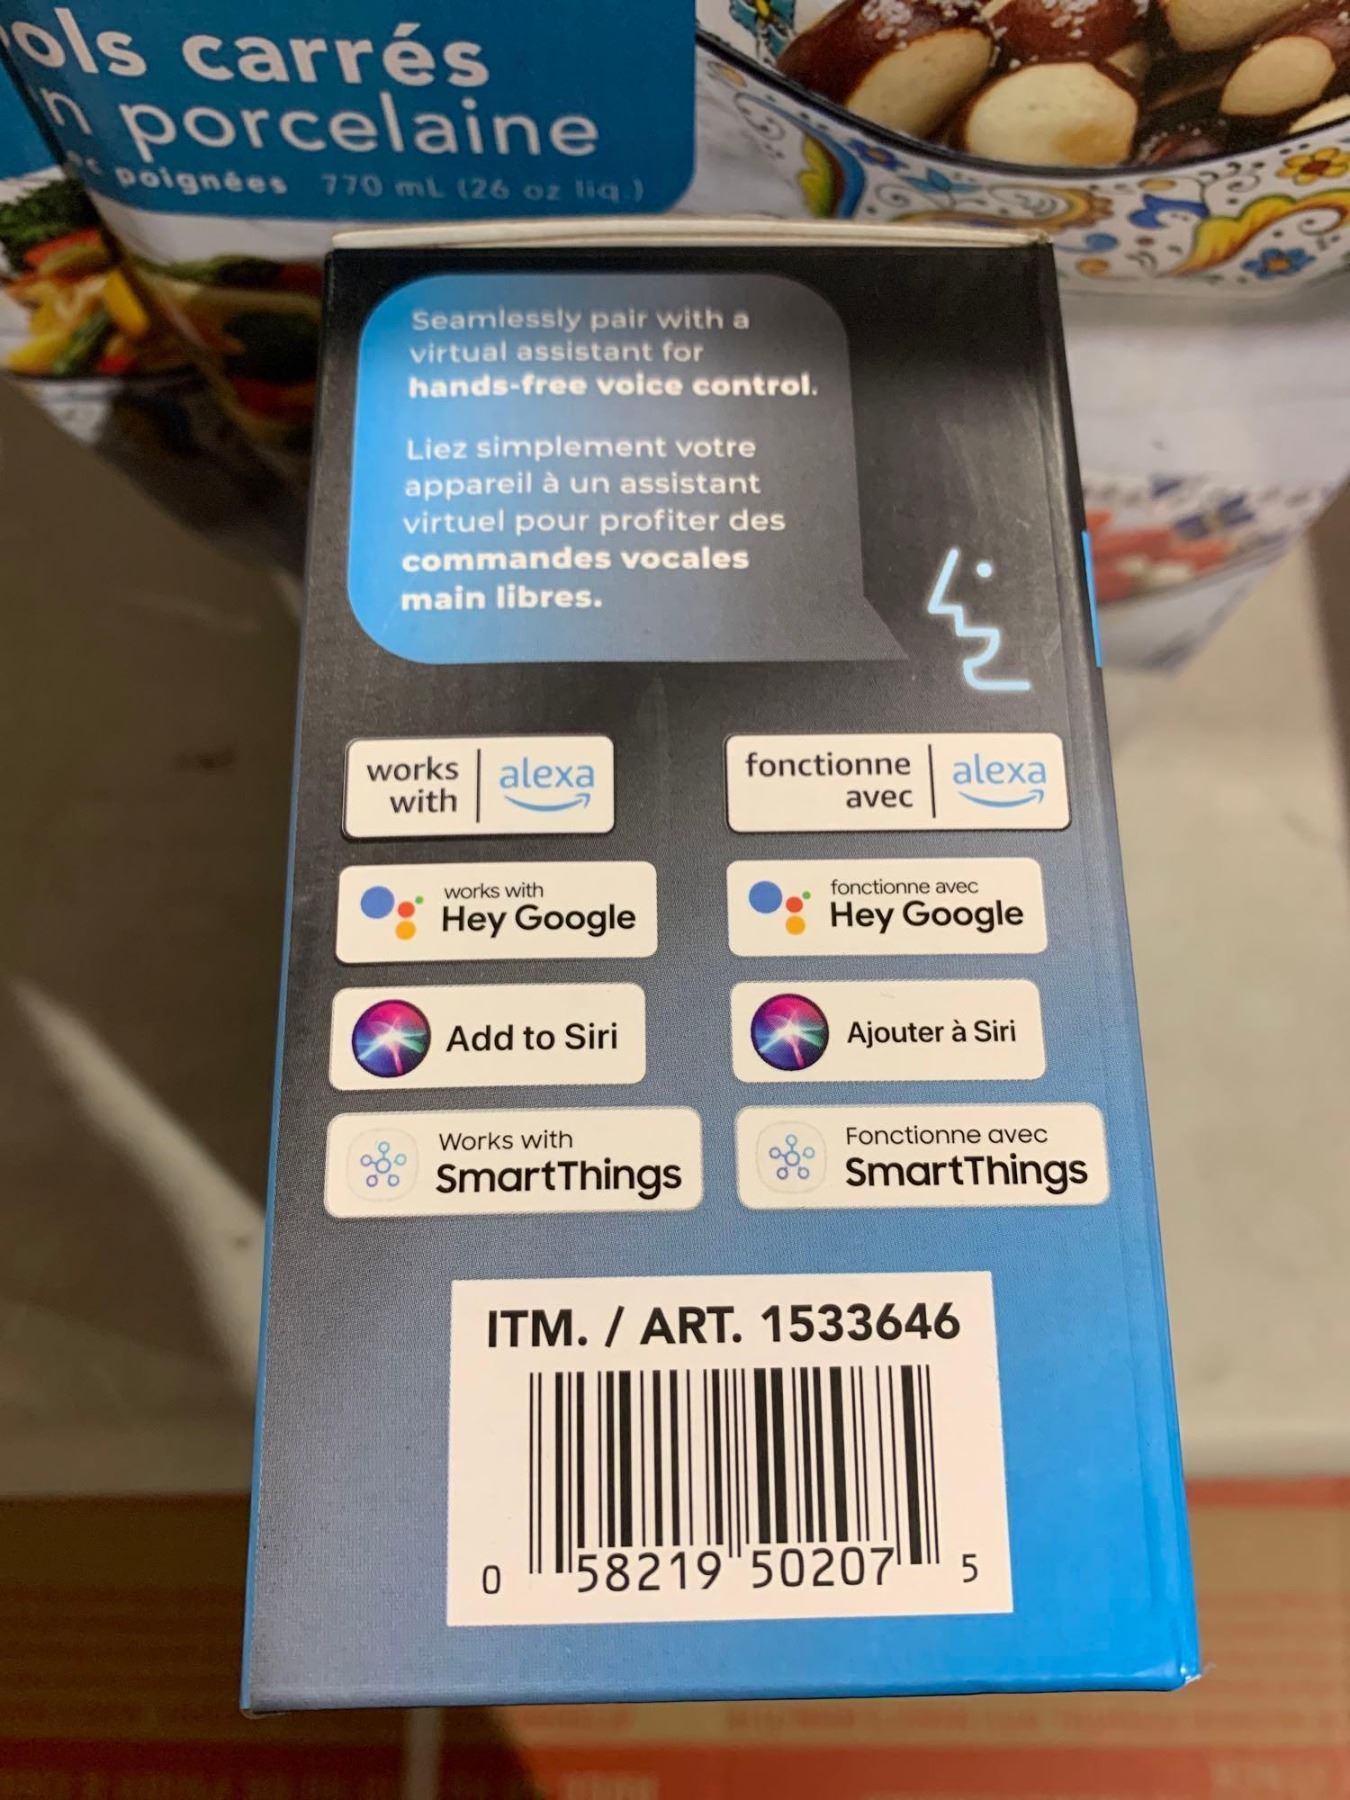 ols carrés
n porcelaine
poignées 770 mL (26 oz liq.)
Seamlessly pair with a
virtual assistant for
hands-free voice control.
Liez simplement votre
appareil à un assistant
virtuel pour profiter des
commandes vocales
main libres.
works with alexa
fonctionne avec alexa
works with
Hey Google
fonctionne avec
Hey Google
Add to Siri
Ajouter à Siri
Works with
SmartThings
Fonctionne avec
SmartThings
ITM. / ART. 1533646
0 58219 50207 5